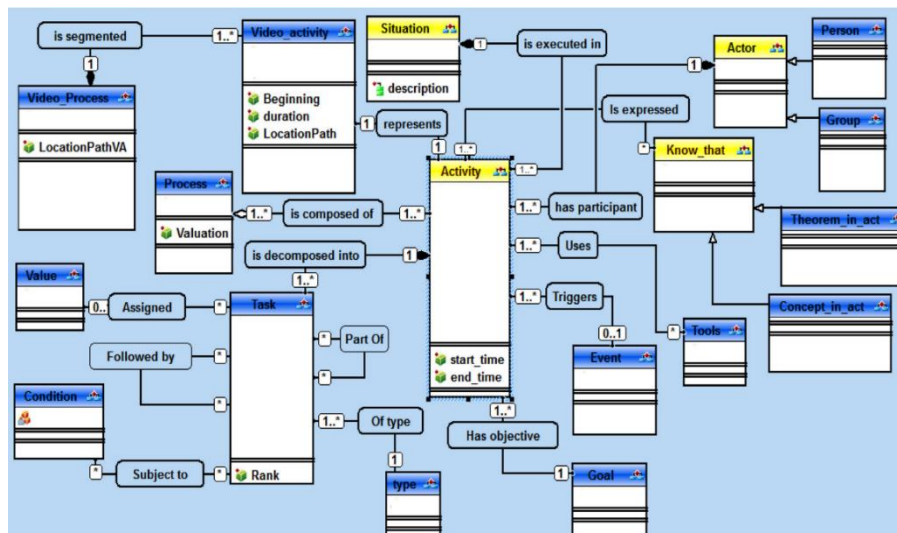 is segmented
1..*
Video_activity
Beginning
duration
LocationPath
Situation
description
1
is executed in
1..*
Actor
1
Person
Group
1
Video_Process
LocationPathVA
1
represents
1
Is expressed
1..*
*
Know_that
Theorem_in_act
Concept_in_act
Process
Valuation
1..*
is composed of
1..*
Activity
start_time
end_time
1..*
has participant
is decomposed into
1
1..*
1..*
Uses
*
Tools
1..*
Triggers
0..1
Event
Value
Assigned
*
Task
Rank
Followed by
*
*
*
Part Of
*
Condition
*
Subject to
*
1..*
Of type
1
type
1..*
Has objective
1
Goal